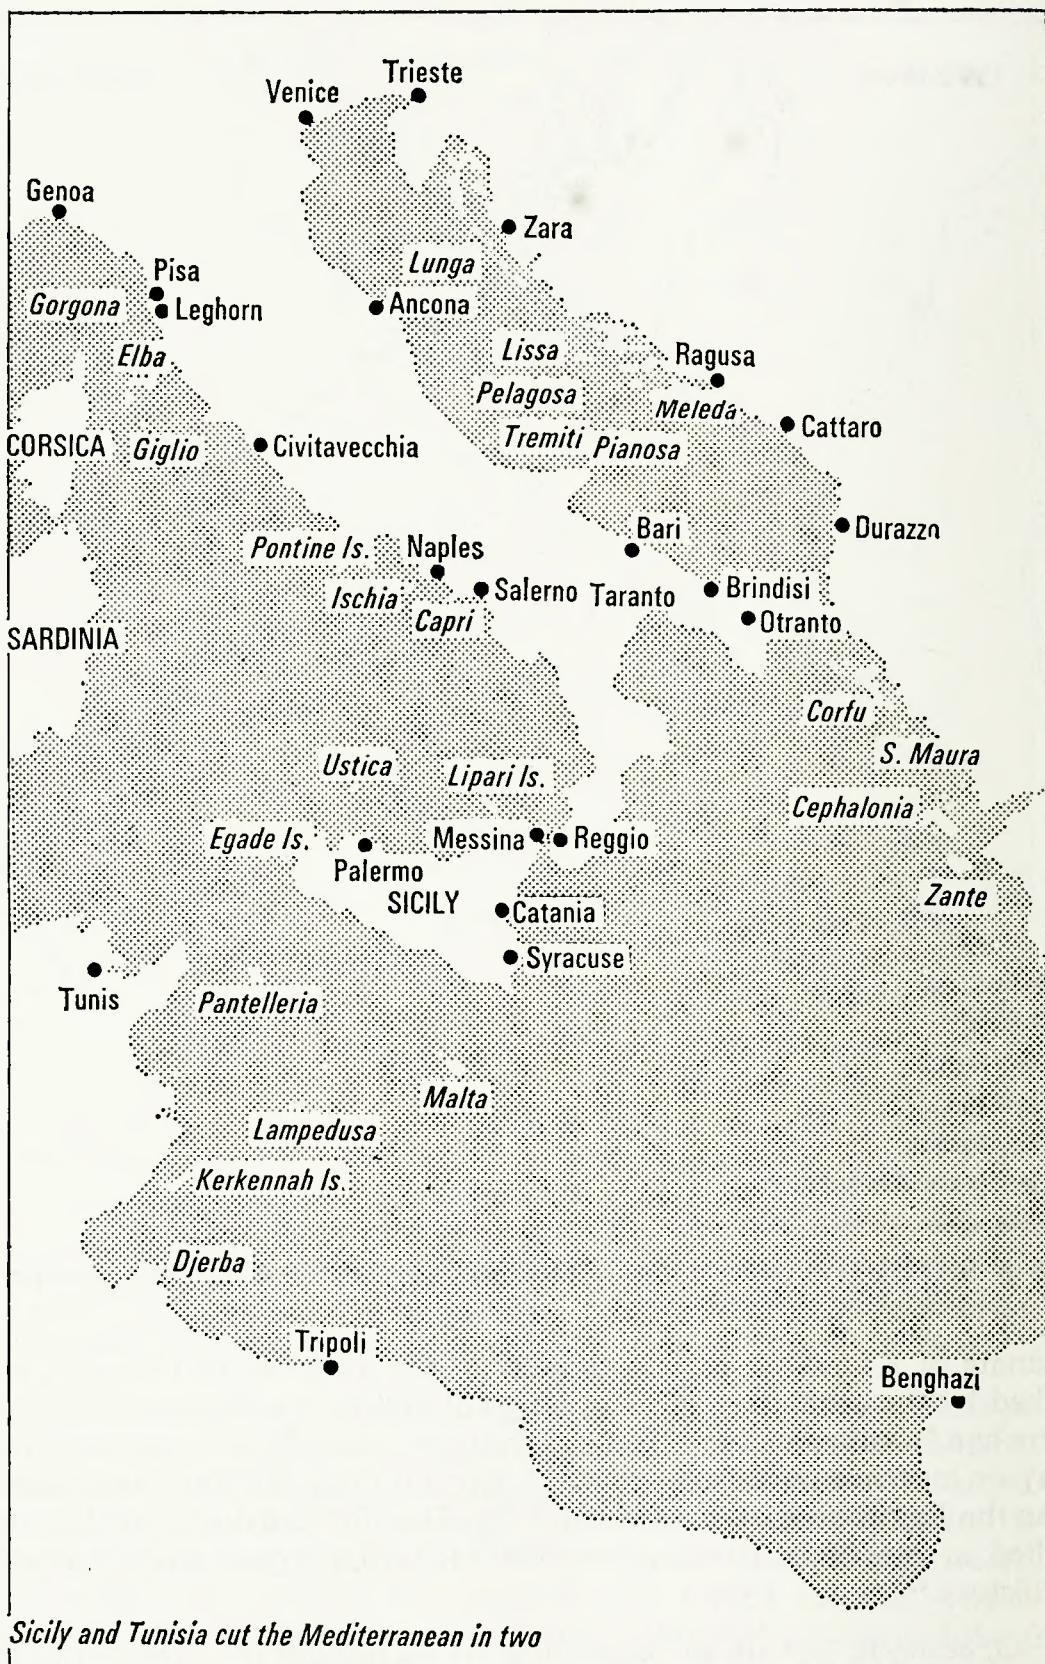 Trieste
Venice
Genoa
Zara
Lunga
Pisa
Gorgona
Leghorn
Ancona
Elba
Lissa
Ragusa
Pelagosa
Meleda
CORSICA
Giglio
Civitavecchia
Tremiti
Pianosa
Cattaro
Bari
Durazzo
Pontine Is.
Naples
Ischia
Salerno
Taranto
Brindisi
Capri
Otranto
SARDINIA
Corfu
S. Maura
Ustica
Lipari Is.
Cephalonia
Egade Is.
Messina
Reggio
Palermo
SICILY
Zante
Catania
Syracuse
Tunis
Pantelleria
Malta
Lampedusa
Kerkennah Is.
Djerba
Tripoli
Benghazi
Sicily and Tunisia cut the Mediterranean in two